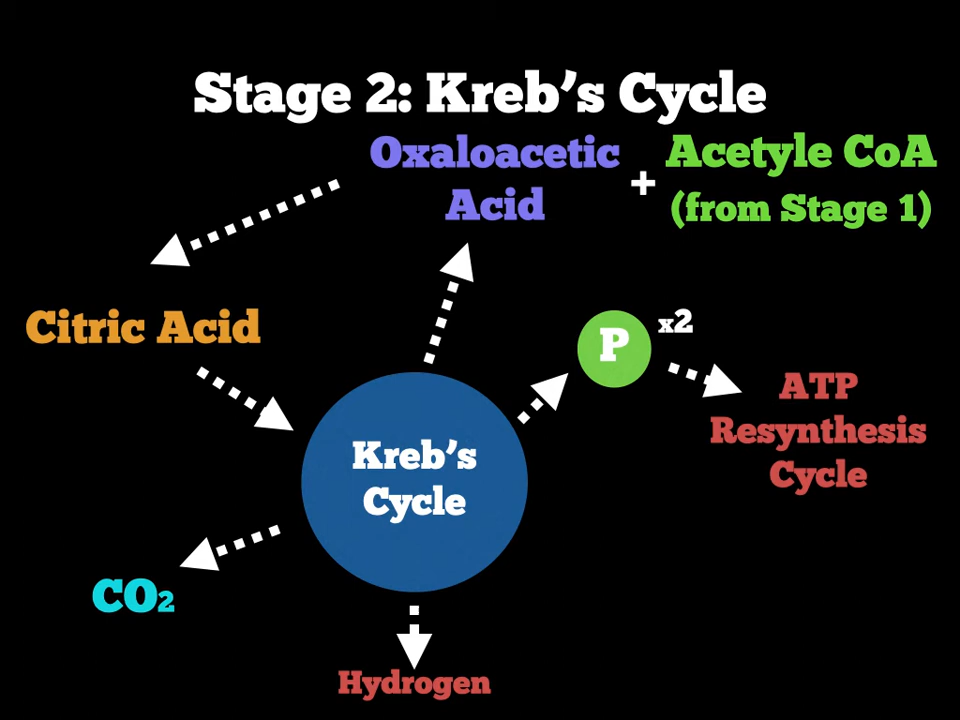 Stage 2: Kreb's Cycle
Oxaloacetic
Acid
+
Acetyle CoA
(from Stage 1)
Citric Acid
P
x2
ATP
Resynthesis
Cycle
Kreb's
Cycle
CO₂
Hydrogen